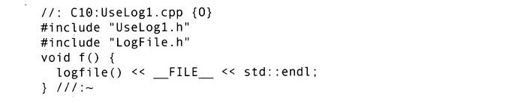 //: C10:UseLog1.cpp {O}
#include "UseLog1.h"
#include "LogFile.h"
void f() {
  logfile() << __FILE__ << std::endl;
} ///:~